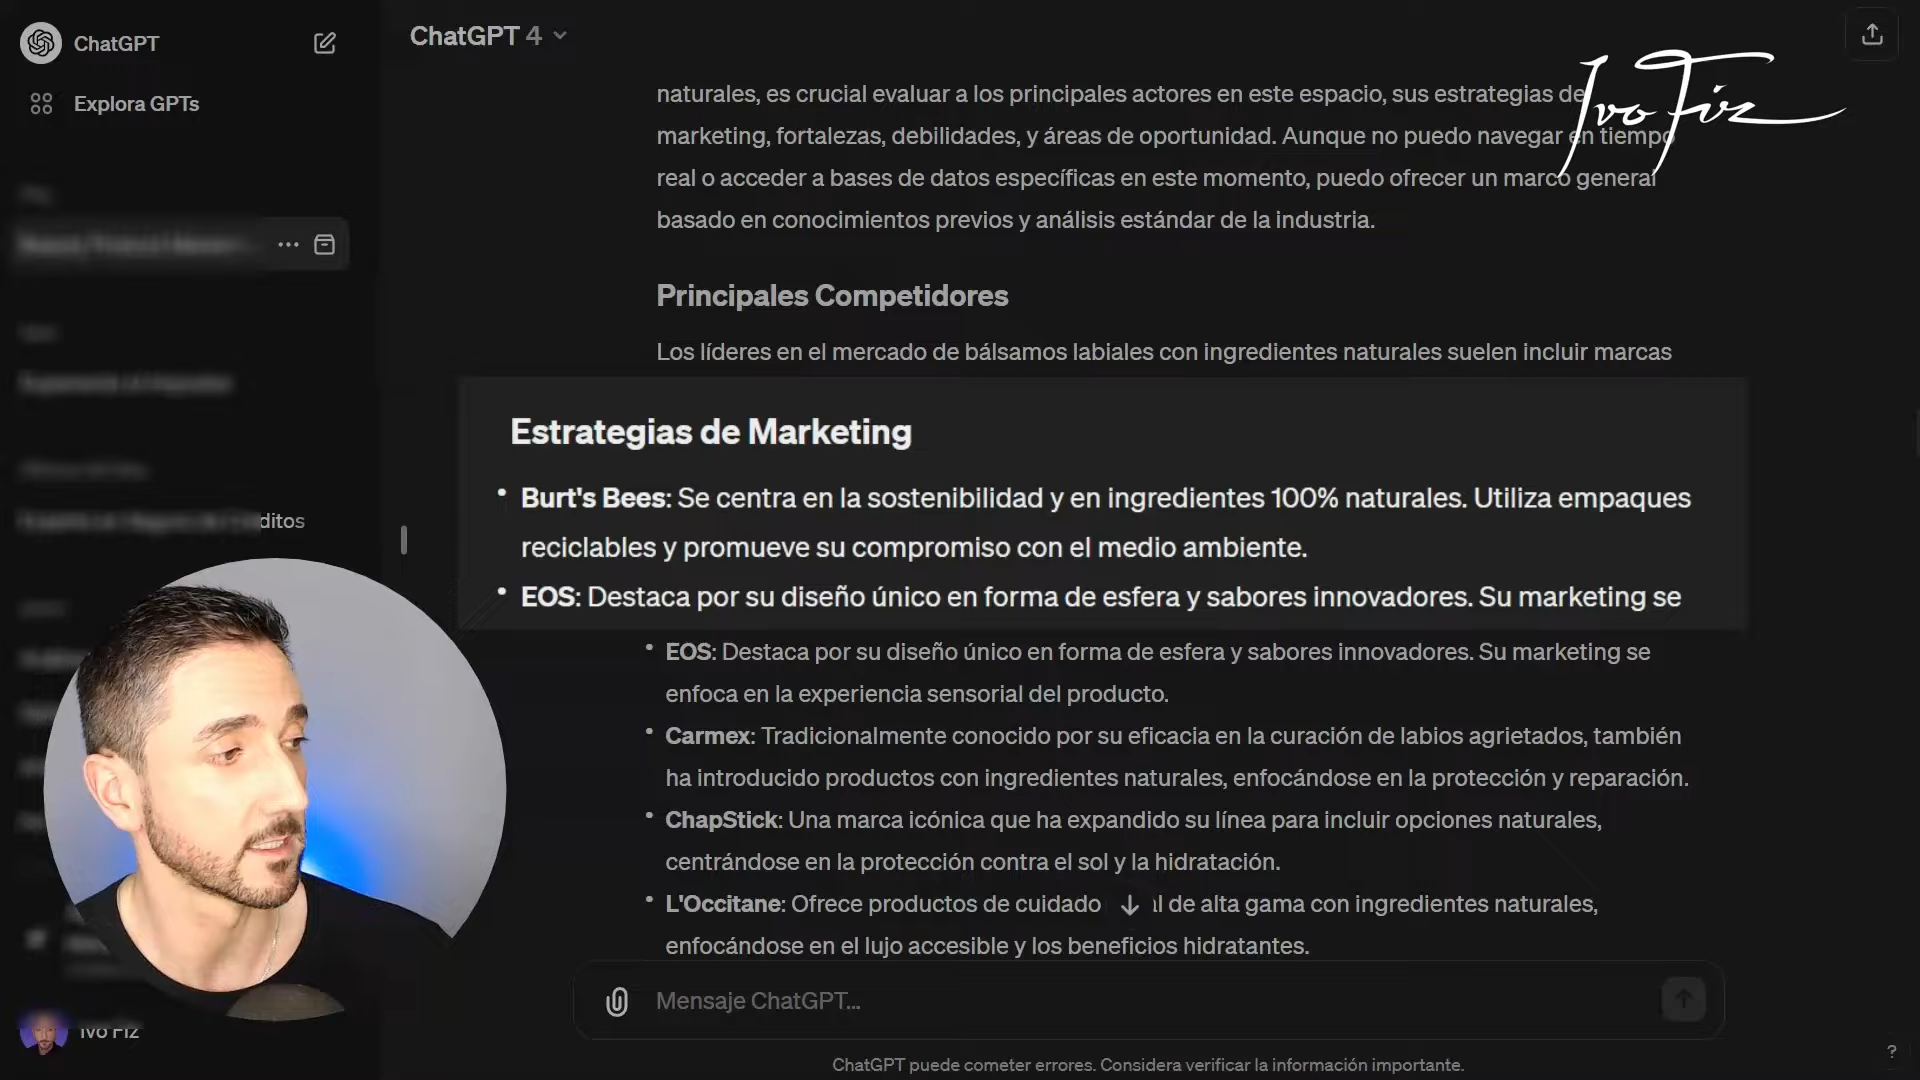 ChatGPT
Explora GPTs
ditos
Ivo Fiz
ChatGPT 4
Ivo Fiz
naturales, es crucial evaluar a los principales actores en este espacio, sus estrategias de
marketing, fortalezas, debilidades, y áreas de oportunidad. Aunque no puedo navegar en tiempo
real o acceder a bases de datos específicas en este momento, puedo ofrecer un marco general
basado en conocimientos previos y análisis estándar de la industria.
Principales Competidores
Los líderes en el mercado de bálsamos labiales con ingredientes naturales suelen incluir marcas
Estrategias de Marketing
• Burt's Bees: Se centra en la sostenibilidad y en ingredientes 100% naturales. Utiliza empaques
reciclables y promueve su compromiso con el medio ambiente.
• EOS: Destaca por su diseño único en forma de esfera y sabores innovadores. Su marketing se
• EOS: Destaca por su diseño único en forma de esfera y sabores innovadores. Su marketing se
enfoca en la experiencia sensorial del producto.
• Carmex: Tradicionalmente conocido por su eficacia en la curación de labios agrietados, también
ha introducido productos con ingredientes naturales, enfocándose en la protección y reparación.
• ChapStick: Una marca icónica que ha expandido su línea para incluir opciones naturales,
centrándose en la protección contra el sol y la hidratación.
• L'Occitane: Ofrece productos de cuidado l de alta gama con ingredientes naturales,
enfocándose en el lujo accesible y los beneficios hidratantes.
Mensaje ChatGPT...
ChatGPT puede cometer errores. Considera verificar la información importante.
?